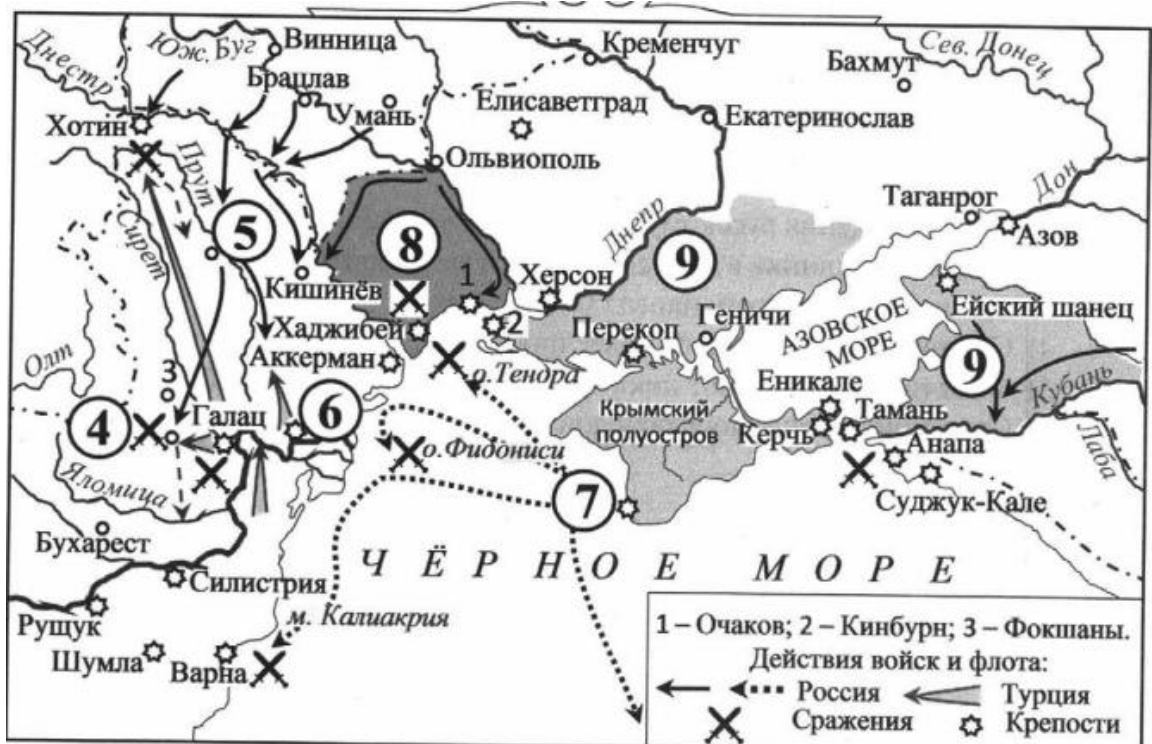 Днестр
Юж. Буг
Винница
Кременчуг
Бахмут
Сев. Донец
Брацлав
Хотин
Умань
Елисаветград
Екатеринослав
Ольвиополь
Прут
Сирет
Днепр
Таганрог
Дон
Азов
5
8
9
1
Херсон
Кишинёв
2
Перекоп
Геничи
АЗОВСКОЕ
МОРЕ
Ейский шанец
9
Хаджибей
Аккерман
о.Тендра
Олт
3
Еникале
Кубань
4
Галац
6
Крымский
полуостров
Керчь
Тамань
Анапа
Лаба
о.Фидониси
Суджук-Кале
Яломица
7
Бухарест
ЧЁРНОЕ МОРЕ
Силистрия
м. Калиакрия
Рущук
Шумла
Варна
1 – Очаков; 2 – Кинбурн; 3 – Фокшаны.
Действия войск и флота:
Россия
Турция
Сражения
Крепости